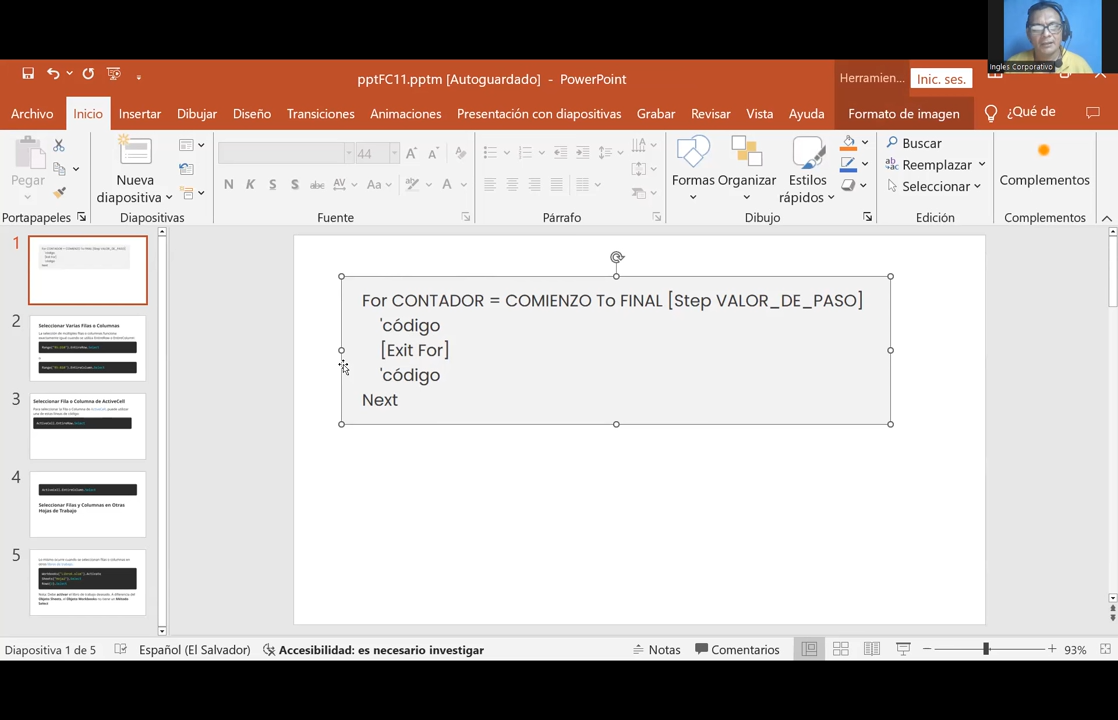 Ingles Corporativo
pptFC11.pptm [Autoguardado] - PowerPoint
Herramien...
Inic. ses.
Archivo
Inicio
Insertar
Dibujar
Diseño
Transiciones
Animaciones
Presentación con diapositivas
Grabar
Revisar
Vista
Ayuda
Formato de imagen
¿Qué de
Pegar
Nueva
diapositiva
44
N K S S abc AV Aa A
Formas
Organizar
Estilos
rápidos
Buscar
Reemplazar
Seleccionar
Complementos
Portapapeles
Diapositivas
Fuente
Párrafo
Dibujo
Edición
Complementos
1
2
Seleccionar Varias Filas o Columnas
3
Seleccionar Fila o Columna de ActiveCell
4
Seleccionar Filas y Columnas en Otras
Hojas de Trabajo
5
For CONTADOR = COMIENZO To FINAL [Step VALOR_DE_PASO]
'código
[Exit For]
'código
Next
Diapositiva 1 de 5
Español (El Salvador)
Accesibilidad: es necesario investigar
Notas
Comentarios
93%